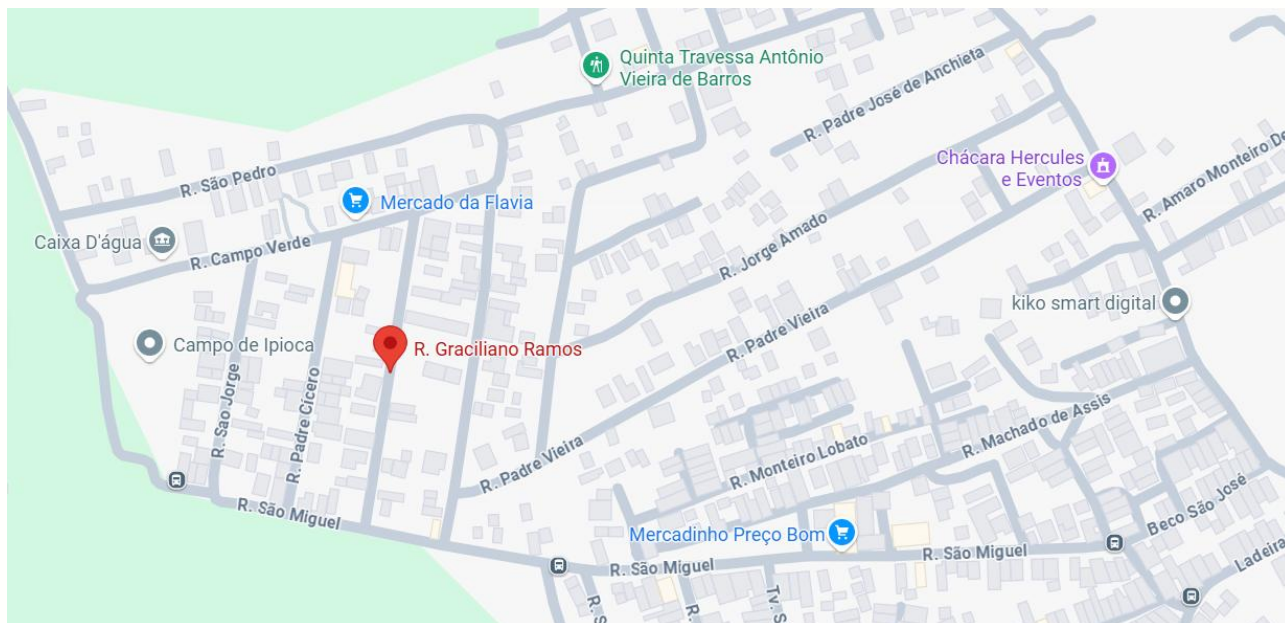 Quinta Travessa Antônio
Vieira de Barros
R. Padre José de Anchieta
Chácara Hercules
e Eventos
R. São Pedro
Mercado da Flavia
R. Amaro Monteiro De
Caixa D'água
R. Campo Verde
R. Jorge Amado
kiko smart digital
Campo de Ipioca
R. Graciliano Ramos
R. Padre Vieira
R. Sao Jorge
R. Padre Cícero
R. Machado de Assis
R. Monteiro Lobato
R. Padre Vieira
R. São Miguel
Beco São José
Mercadinho Preço Bom
R. São Miguel
R. São Miguel
Ladeira
R. S
R.
Tv. S